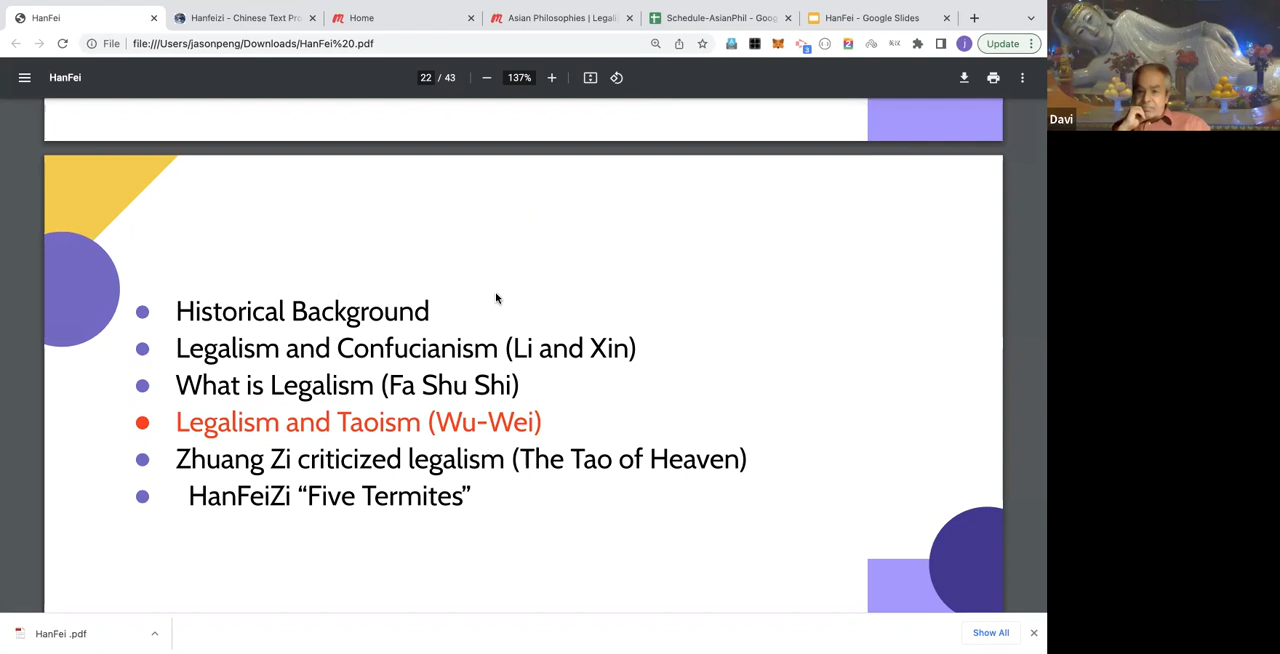 HanFei
Hanfeizi - Chinese Text Pro
Home
Asian Philosophies | Legali
Schedule-AsianPhil - Goog
HanFei - Google Slides
File
file:///Users/jasonpeng/Downloads/HanFei%20.pdf
3
2
j
Update
HanFei
22 / 43
137%
Davi
Historical Background
Legalism and Confucianism (Li and Xin)
What is Legalism (Fa Shu Shi)
Legalism and Taoism (Wu-Wei)
Zhuang Zi criticized legalism (The Tao of Heaven)
HanFeiZi “Five Termites”
HanFei .pdf
Show All